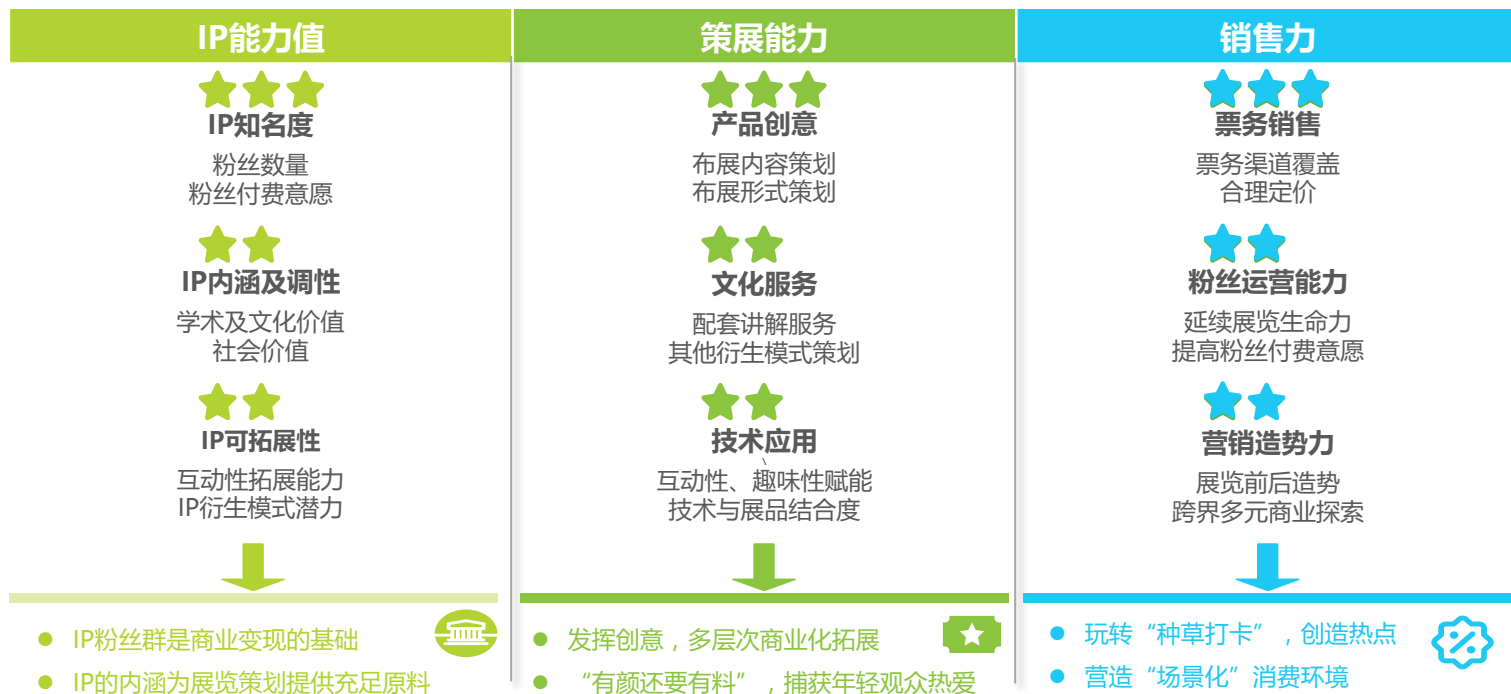 IP能力值
IP知名度
粉丝数量
粉丝付费意愿
IP内涵及调性
学术及文化价值
社会价值
IP可拓展性
互动性拓展能力
IP衍生模式潜力
IP粉丝群是商业变现的基础
IP的内涵为展览策划提供充足原料
策展能力
产品创意
布展内容策划
布展形式策划
文化服务
配套讲解服务
其他衍生模式策划
技术应用
、
互动性、趣味性赋能
技术与展品结合度
发挥创意，多层次商业化拓展
“有颜还要有料”，捕获年轻观众热爱
销售力
票务销售
票务渠道覆盖
合理定价
粉丝运营能力
延续展览生命力
提高粉丝付费意愿
营销造势力
展览前后造势
跨界多元商业探索
玩转“种草打卡”，创造热点
营造“场景化”消费环境